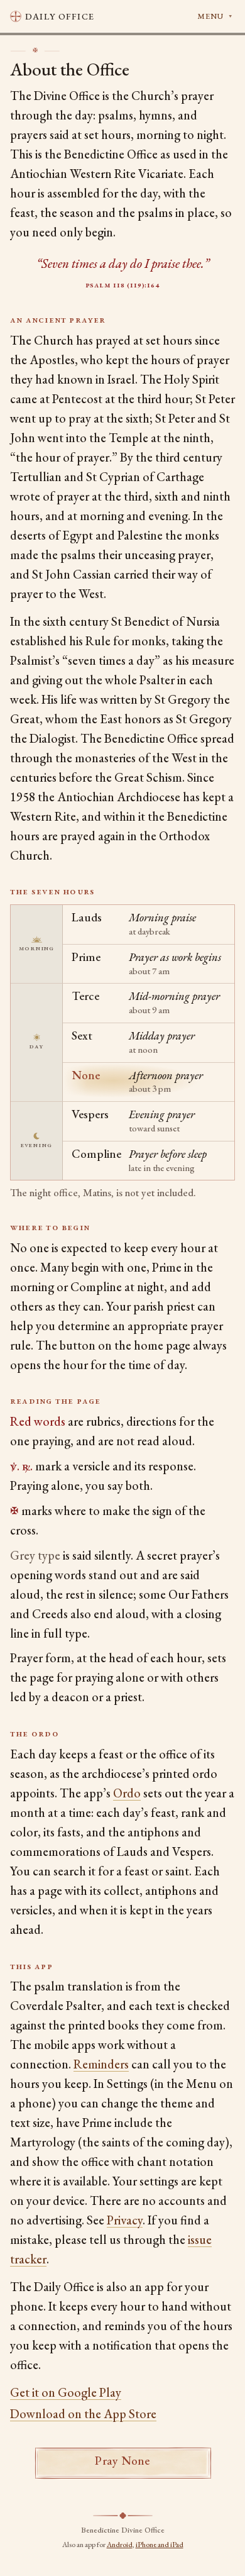 DAILY OFFICE
MENU
About the Office
The Divine Office is the Church’s prayer
through the day: psalms, hymns, and
prayers said at set hours, morning to night.
This is the Benedictine Office as used in the
Antiochian Western Rite Vicariate. Each
hour is assembled for the day, with the
feast, the season and the psalms in place, so
you need only begin.
“Seven times a day do I praise thee.”
PSALM 118 (119):164
AN ANCIENT PRAYER
The Church has prayed at set hours since
the Apostles, who kept the hours of prayer
they had known in Israel. The Holy Spirit
came at Pentecost at the third hour; St Peter
went up to pray at the sixth; St Peter and St
John went into the Temple at the ninth,
“the hour of prayer.” By the third century
Tertullian and St Cyprian of Carthage
wrote of prayer at the third, sixth and ninth
hours, and at morning and evening. In the
deserts of Egypt and Palestine the monks
made the psalms their unceasing prayer,
and St John Cassian carried their way of
prayer to the West.
In the sixth century St Benedict of Nursia
established his Rule for monks, taking the
Psalmist’s “seven times a day” as his measure
and giving out the whole Psalter in each
week. His life was written by St Gregory the
Great, whom the East honors as St Gregory
the Dialogist. The Benedictine Office spread
through the monasteries of the West in the
centuries before the Great Schism. Since
1958 the Antiochian Archdiocese has kept a
Western Rite, and within it the Benedictine
hours are prayed again in the Orthodox
Church.
THE SEVEN HOURS
MORNING
Lauds Morning praise
at daybreak
Prime Prayer as work begins
about 7 am
DAY
Terce Mid-morning prayer
about 9 am
Sext Midday prayer
at noon
None Afternoon prayer
about 3 pm
EVENING
Vespers Evening prayer
toward sunset
Compline Prayer before sleep
late in the evening
The night office, Matins, is not yet included.
WHERE TO BEGIN
No one is expected to keep every hour at
once. Many begin with one, Prime in the
morning or Compline at night, and add
others as they can. Your parish priest can
help you determine an appropriate prayer
rule. The button on the home page always
opens the hour for the time of day.
READING THE PAGE
Red words are rubrics, directions for the
one praying, and are not read aloud.
℣. ℟. mark a versicle and its response.
Praying alone, you say both.
✠ marks where to make the sign of the
cross.
Grey type is said silently. A secret prayer’s
opening words stand out and are said
aloud, the rest in silence; some Our Fathers
and Creeds also end aloud, with a closing
line in full type.
Prayer form, at the head of each hour, sets
the page for praying alone or with others
led by a deacon or a priest.
THE ORDO
Each day keeps a feast or the office of its
season, as the archdiocese’s printed ordo
appoints. The app’s Ordo sets out the year a
month at a time: each day’s feast, rank and
color, its fasts, and the antiphons and
commemorations of Lauds and Vespers.
You can search it for a feast or saint. Each
has a page with its collect, antiphons and
versicles, and when it is kept in the years
ahead.
THIS APP
The psalm translation is from the
Coverdale Psalter, and each text is checked
against the printed books they come from.
The mobile apps work without a
connection. Reminders can call you to the
hours you keep. In Settings (in the Menu on
a phone) you can change the theme and
text size, have Prime include the
Martyrology (the saints of the coming day),
and show the office with chant notation
where it is available. Your settings are kept
on your device. There are no accounts and
no advertising. See Privacy. If you find a
mistake, please tell us through the issue
tracker.
The Daily Office is also an app for your
phone. It keeps every hour to hand without
a connection, and reminds you of the hours
you keep with a notification that opens the
office.
Get it on Google Play
Download on the App Store
Pray None
Benedictine Divine Office
Also an app for Android, iPhone and iPad